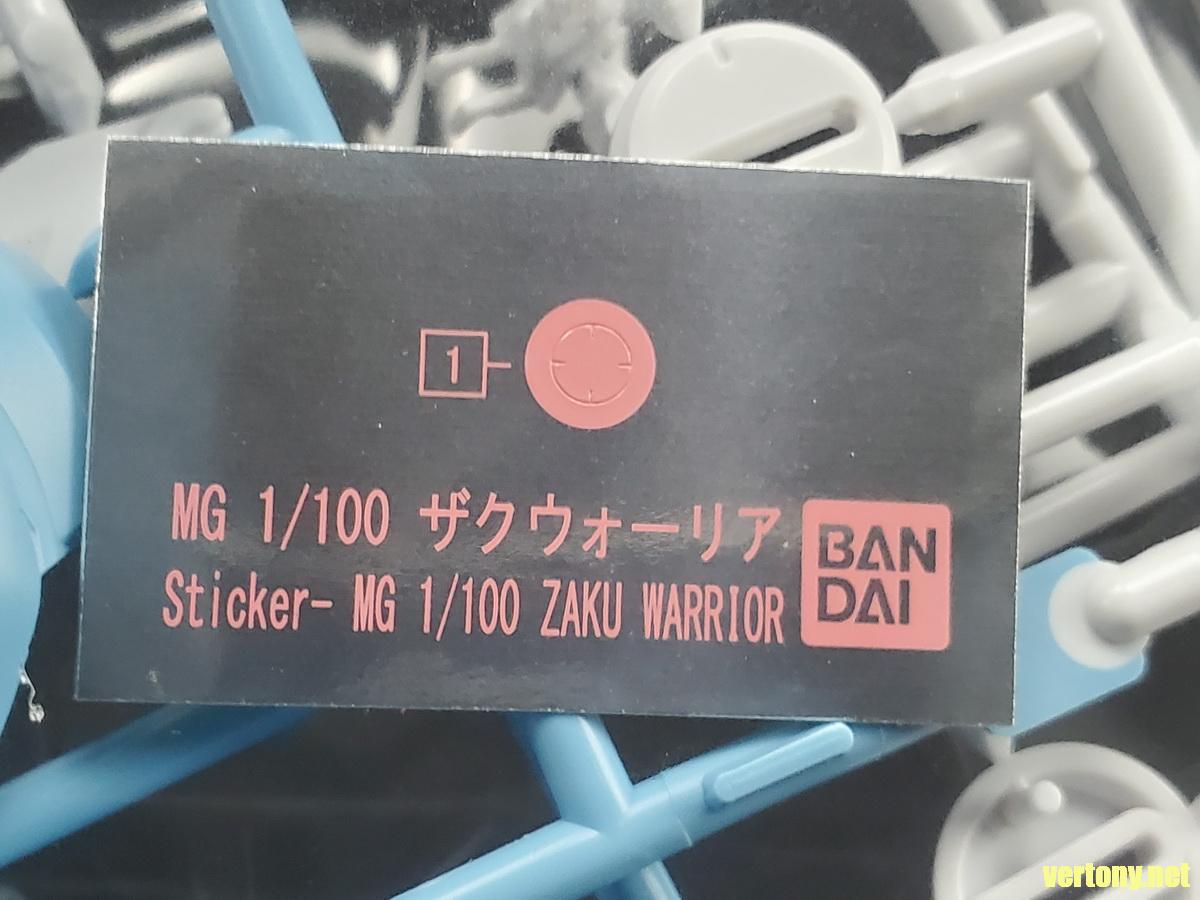 1
MG 1/100 ザクウォーリア
Sticker- MG 1/100 ZAKU WARRIOR
BAN
DAI
vertony.net